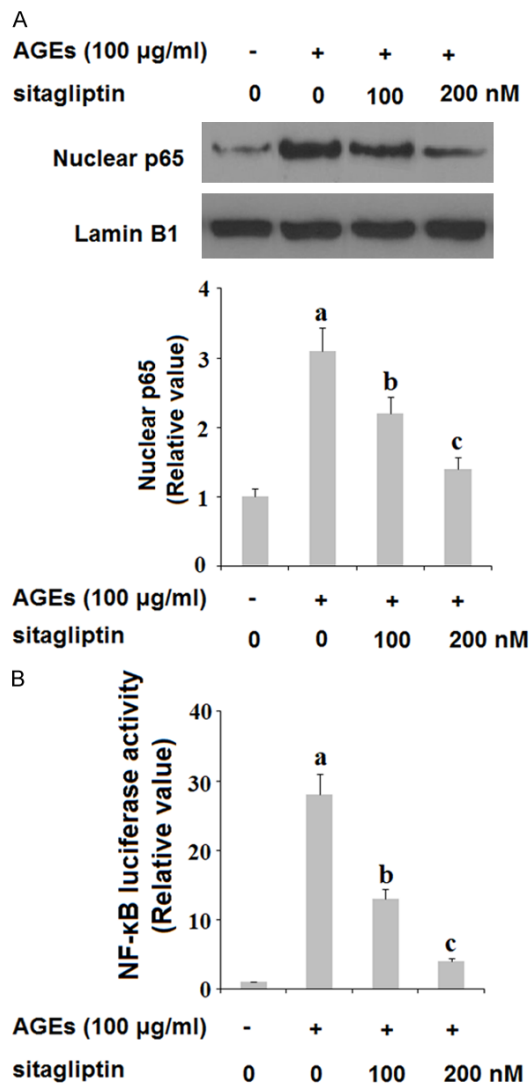 A
AGEs (100 μg/ml) - + + +
sitagliptin 0 0 100 200 nM
Nuclear p65
Lamin B1
Nuclear p65
(Relative value)
4
3
2
1
0
a
b
c
AGEs (100 μg/ml) - + + +
sitagliptin 0 0 100 200 nM
B
NF-κB luciferase activity
(Relative value)
40
30
20
10
0
a
b
c
AGEs (100 μg/ml) - + + +
sitagliptin 0 0 100 200 nM